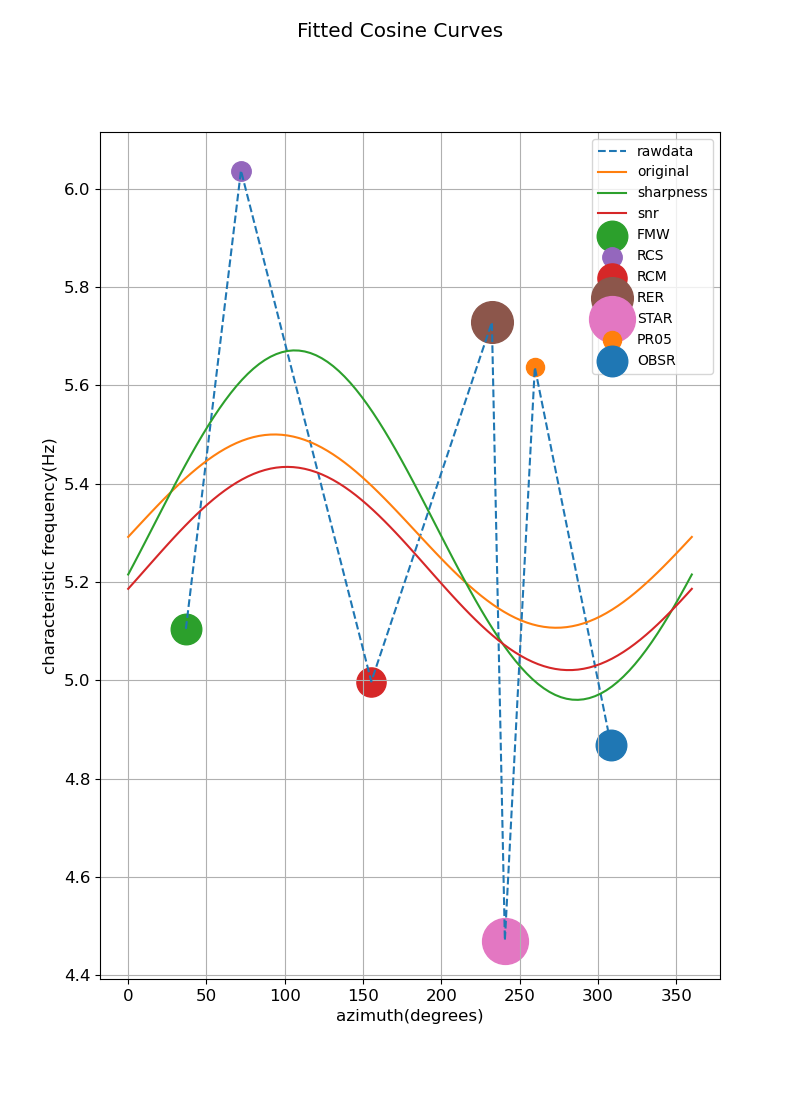 Fitted Cosine Curves
rawdata
original
sharpness
snr
FMW
RCS
RCM
RER
STAR
PR05
OBSR
characteristic frequency(Hz)
6.0
5.8
5.6
5.4
5.2
5.0
4.8
4.6
4.4
0 50 100 150 200 250 300 350
azimuth(degrees)